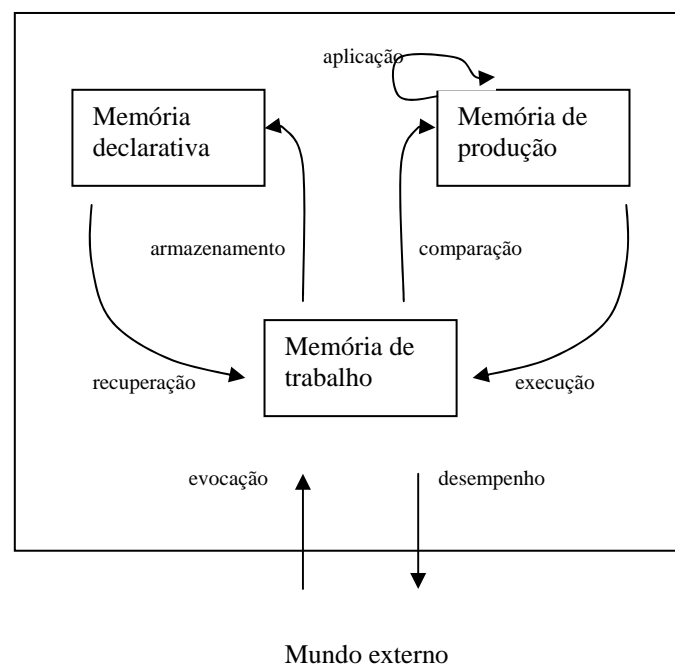 aplicação
Memória
declarativa
Memória de
produção
armazenamento
comparação
Memória de
trabalho
recuperação
execução
evocação
desempenho
Mundo externo